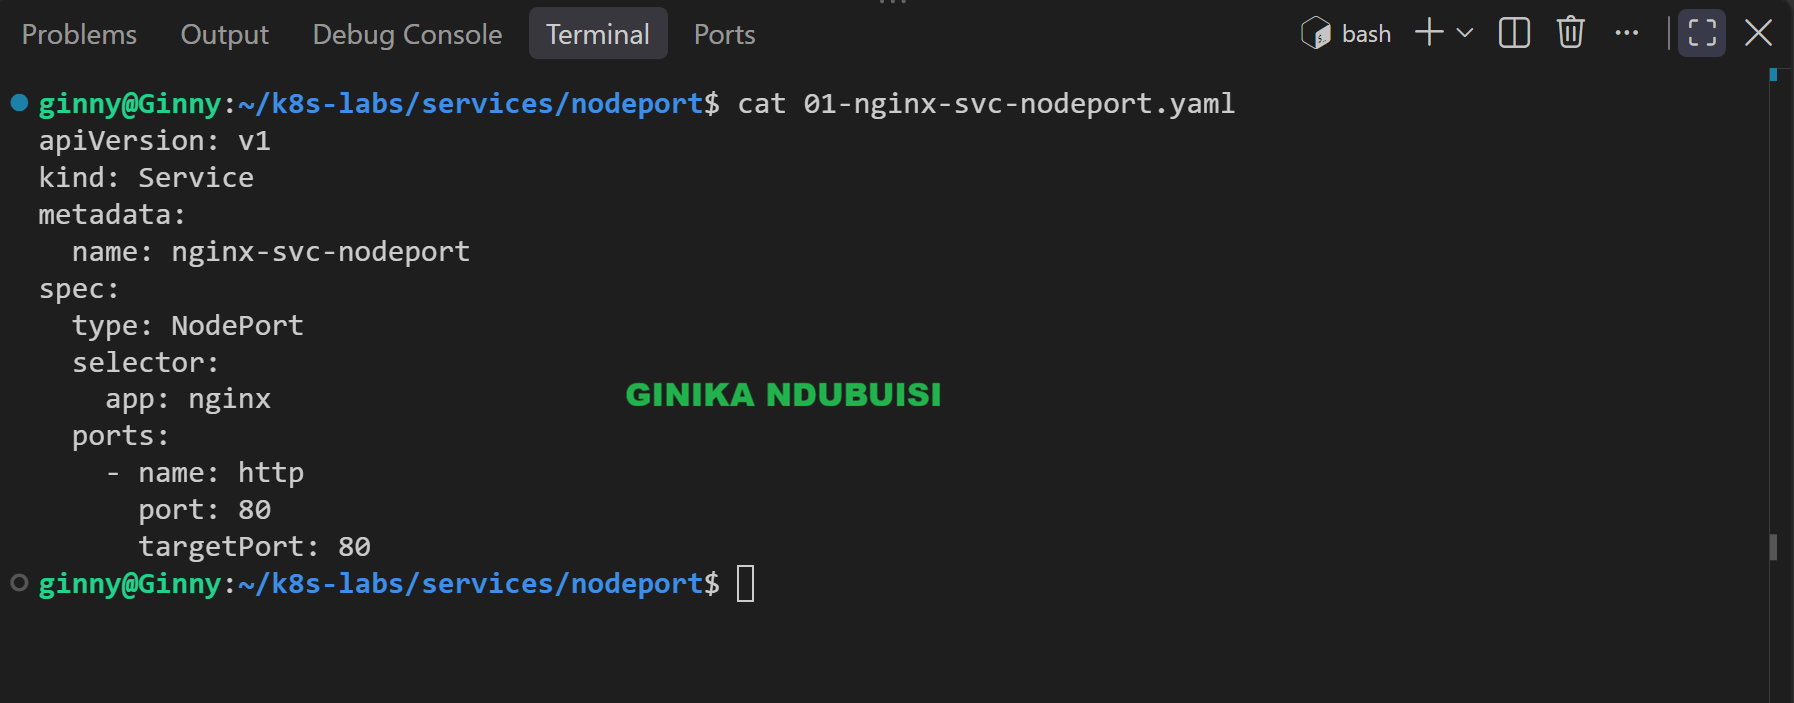 Problems Output Debug Console Terminal Ports bash
ginny@Ginny:~/k8s-labs/services/nodeport$ cat 01-nginx-svc-nodeport.yaml
apiVersion: v1
kind: Service
metadata:
  name: nginx-svc-nodeport
spec:
  type: NodePort
  selector:
    app: nginx
GINIKA NDUBUISI
  ports:
    - name: http
      port: 80
      targetPort: 80
ginny@Ginny:~/k8s-labs/services/nodeport$